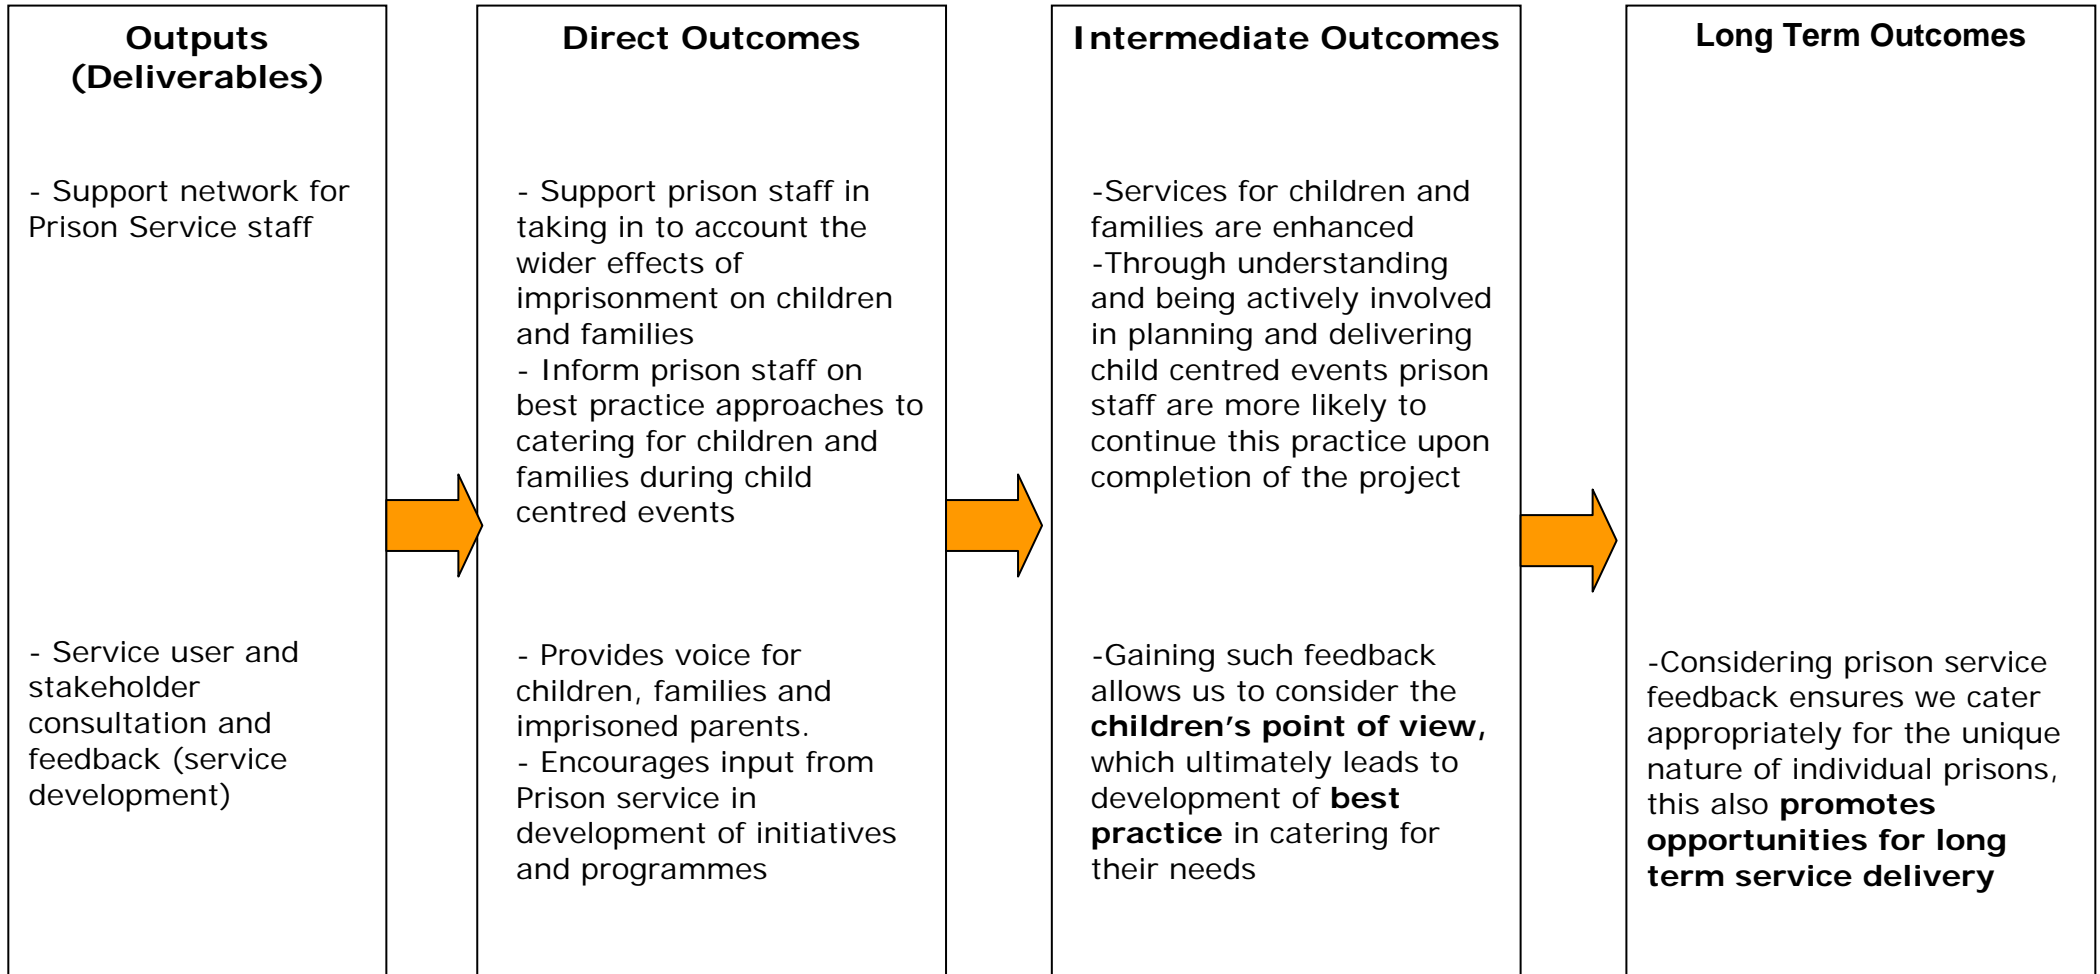 Outputs
(Deliverables)
- Support network for
Prison Service staff
- Service user and
stakeholder
consultation and
feedback (service
development)
Direct Outcomes
- Support prison staff in
taking in to account the
wider effects of
imprisonment on children
and families
- Inform prison staff on
best practice approaches to
catering for children and
families during child
centred events
- Provides voice for
children, families and
imprisoned parents.
- Encourages input from
Prison service in
development of initiatives
and programmes
Intermediate Outcomes
-Services for children and
families are enhanced
-Through understanding
and being actively involved
in planning and delivering
child centred events prison
staff are more likely to
continue this practice upon
completion of the project
-Gaining such feedback
allows us to consider the
children's point of view,
which ultimately leads to
development of best
practice in catering for
their needs
Long Term Outcomes
-Considering prison service
feedback ensures we cater
appropriately for the unique
nature of individual prisons,
this also promotes
opportunities for long
term service delivery